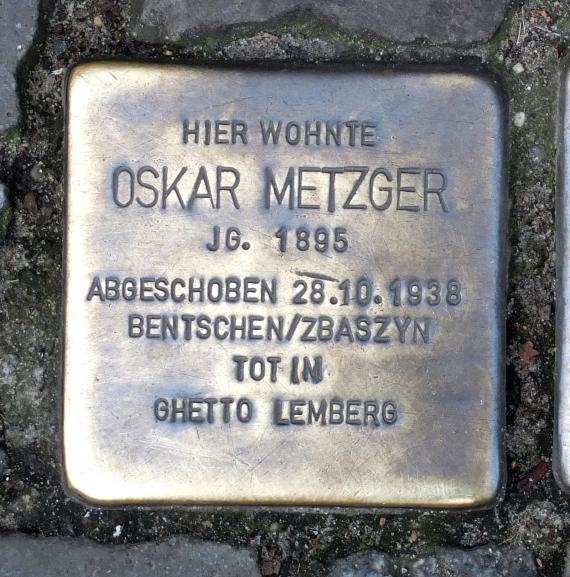 HIER WOHNTE
OSKAR METZGER
JG. 1895
ABGESCHOBEN 28.10.1938
BENTSCHEN/ZBASZYN
TOT IN
GHETTO LEMBERG